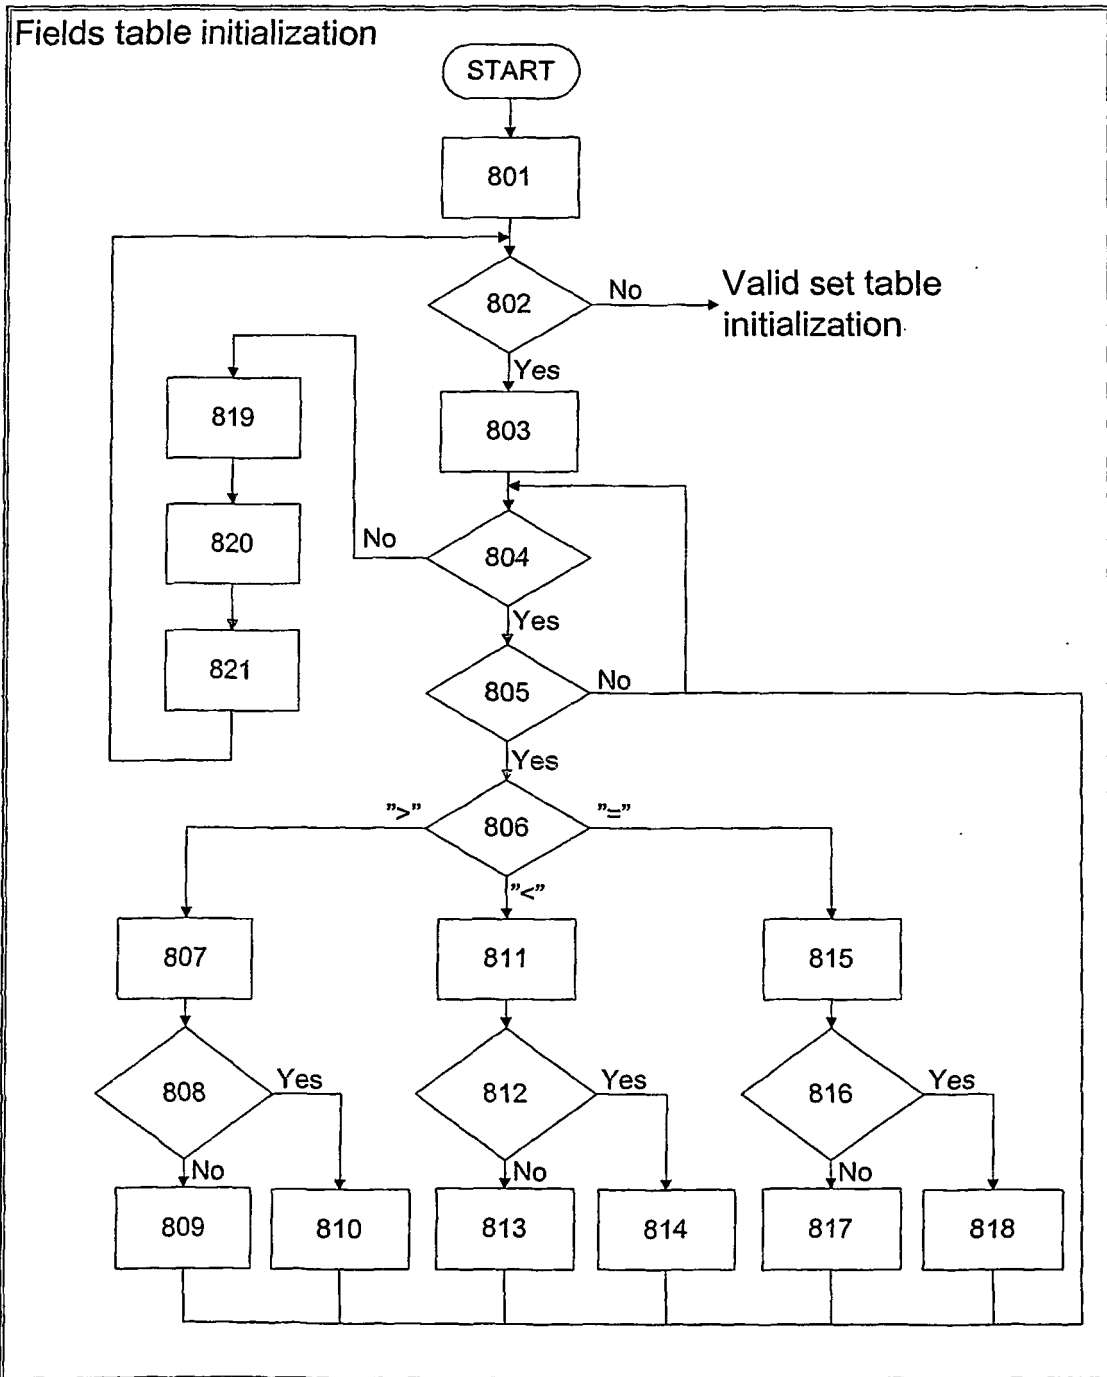 Fields table initialization
START
801
802
No
Valid set table
initialization
Yes
803
819
804
No
820
Yes
821
805
No
Yes
806
">"
"="
"<"
807
811
815
808
Yes
812
Yes
816
Yes
No
No
No
809
810
813
814
817
818